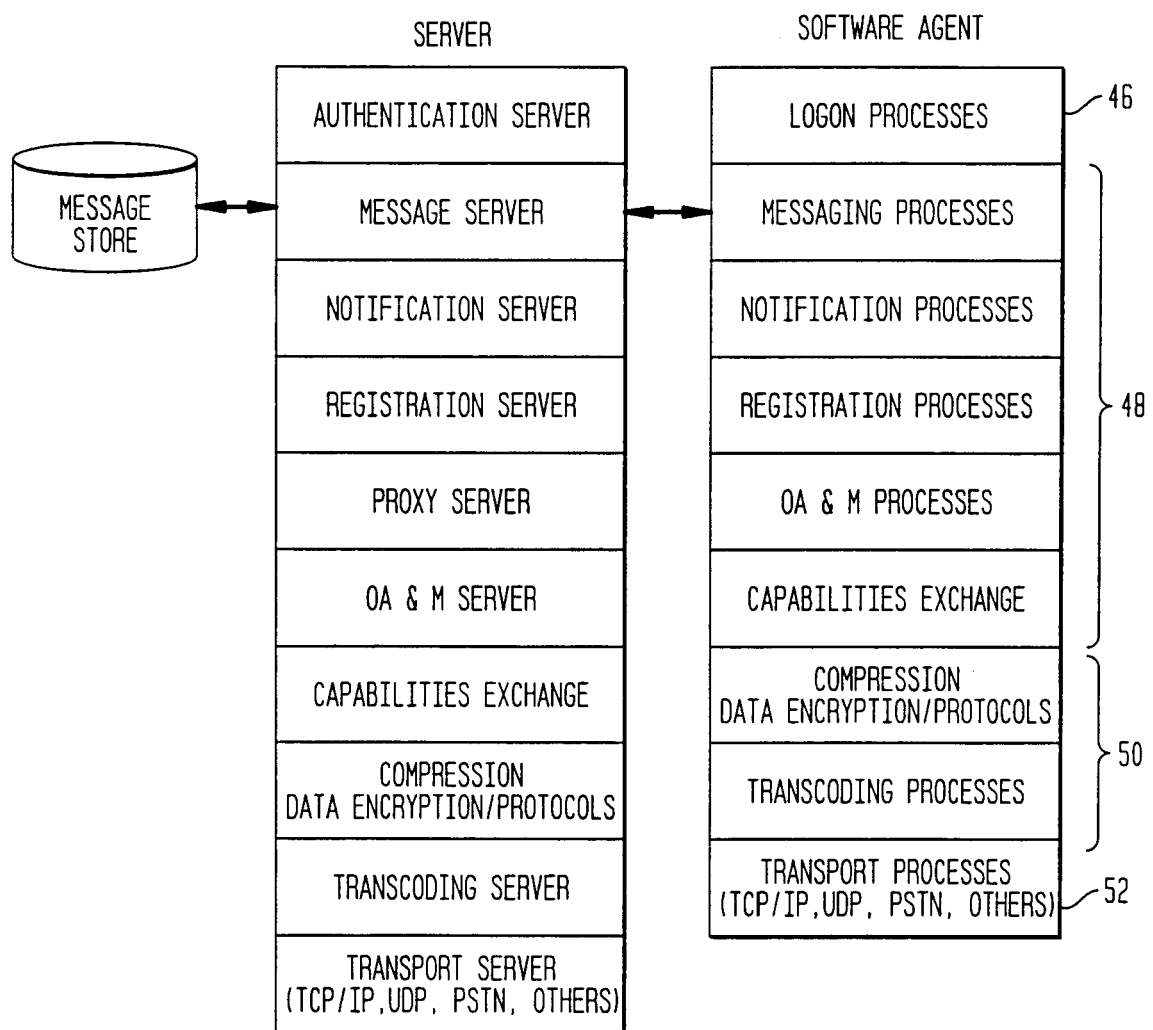 SERVER
SOFTWARE AGENT
AUTHENTICATION SERVER
LOGON PROCESSES
46
MESSAGE
STORE
MESSAGE SERVER
MESSAGING PROCESSES
NOTIFICATION SERVER
NOTIFICATION PROCESSES
REGISTRATION SERVER
REGISTRATION PROCESSES
48
PROXY SERVER
OA & M PROCESSES
OA & M SERVER
CAPABILITIES EXCHANGE
CAPABILITIES EXCHANGE
COMPRESSION
DATA ENCRYPTION/PROTOCOLS
50
COMPRESSION
DATA ENCRYPTION/PROTOCOLS
TRANSCODING PROCESSES
TRANSCODING SERVER
TRANSPORT PROCESSES
(TCP/IP,UDP, PSTN, OTHERS)
52
TRANSPORT SERVER
(TCP/IP,UDP, PSTN, OTHERS)